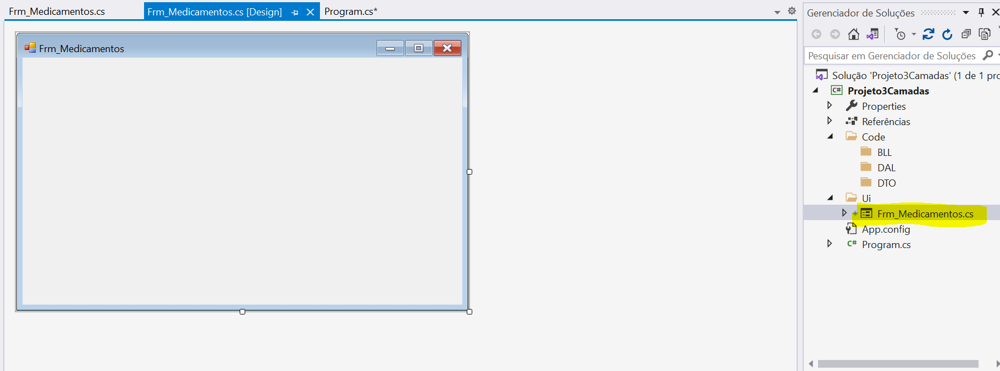 Frm_Medicamentos.cs
Frm_Medicamentos.cs [Design]
Program.cs*
Frm_Medicamentos
Gerenciador de Soluções
Pesquisar em Gerenciador de Soluções
Solução 'Projeto3Camadas' (1 de 1 pro
C# Projeto3Camadas
Properties
Referências
Code
BLL
DAL
DTO
Ui
Frm_Medicamentos.cs
App.config
C# Program.cs